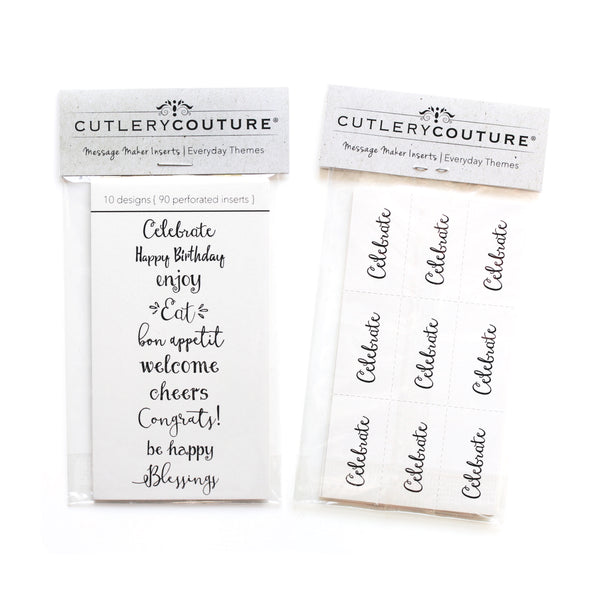 CUTLERYCOUTURE®
Message Maker Inserts | Everyday Themes
10 designs { 90 perforated inserts }
Celebrate
Happy Birthday
enjoy
Eat
bon appetit
welcome
cheers
Congrats!
be happy
Blessings
CUTLERYCOUTURE®
Message Maker Inserts | Everyday Themes
Celebrate Celebrate Celebrate
Celebrate Celebrate Celebrate
Celebrate Celebrate Celebrate